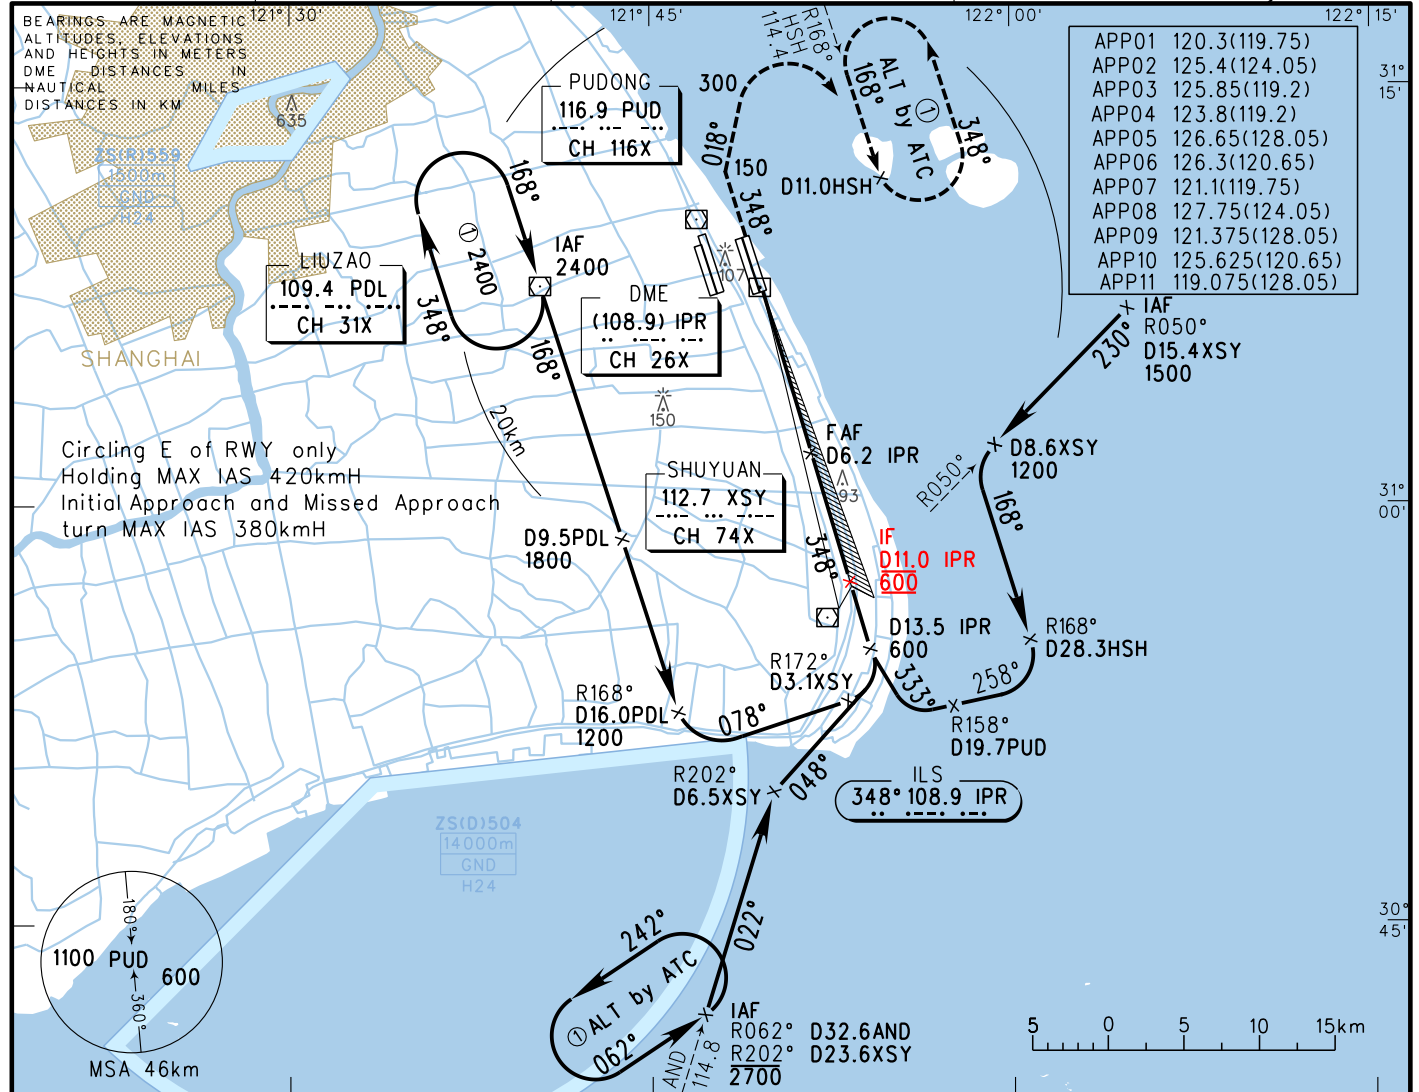 BEARINGS ARE MAGNETIC
ALTITUDES, ELEVATIONS
AND HEIGHTS IN METERS
DME DISTANCES IN
NAUTICAL MILES
DISTANCES IN KM
121° 30'
121° 45'
122° 00'
122° 15'
31°
15'
31°
00'
30°
45'
APP01 120.3(119.75)
APP02 125.4(124.05)
APP03 125.85(119.2)
APP04 123.8(119.2)
APP05 126.65(128.05)
APP06 126.3(120.65)
APP07 121.1(119.75)
APP08 127.75(124.05)
APP09 121.375(128.05)
APP10 125.625(120.65)
APP11 119.075(128.05)
635
ZS(R)559
1500m
GND
H24
SHANGHAI
PUDONG
116.9 PUD
CH 116X
LIUZAO
109.4 PDL
CH 31X
DME
(108.9) IPR
CH 26X
SHUYUAN
112.7 XSY
CH 74X
R168°
HSH
114.4
300
018°
150
348°
168°
ALT by ATC
①
348°
D11.0HSH
168°
① 2400
348°
IAF
2400
168°
107
150
93
20km
Circling E of RWY only
Holding MAX IAS 420kmH
Initial Approach and Missed Approach
turn MAX IAS 380kmH
IAF
R050°
D15.4XSY
1500
230°
D8.6XSY
1200
R050°
168°
FAF
D6.2 IPR
348°
IF
D11.0 IPR
600
D9.5PDL
1800
D13.5 IPR
600
R168°
D28.3HSH
R172°
D3.1XSY
333°
258°
R158°
D19.7PUD
R168°
D16.0PDL
1200
078°
R202°
D6.5XSY
048°
ILS
348° 108.9 IPR
ZS(D)504
14000m
GND
H24
180°
1100 PUD 600
360°
MSA 46km
242°
① ALT by ATC
062°
022°
AND
114.8
IAF
R062° D32.6AND
R202° D23.6XSY
2700
5 0 5 10 15km